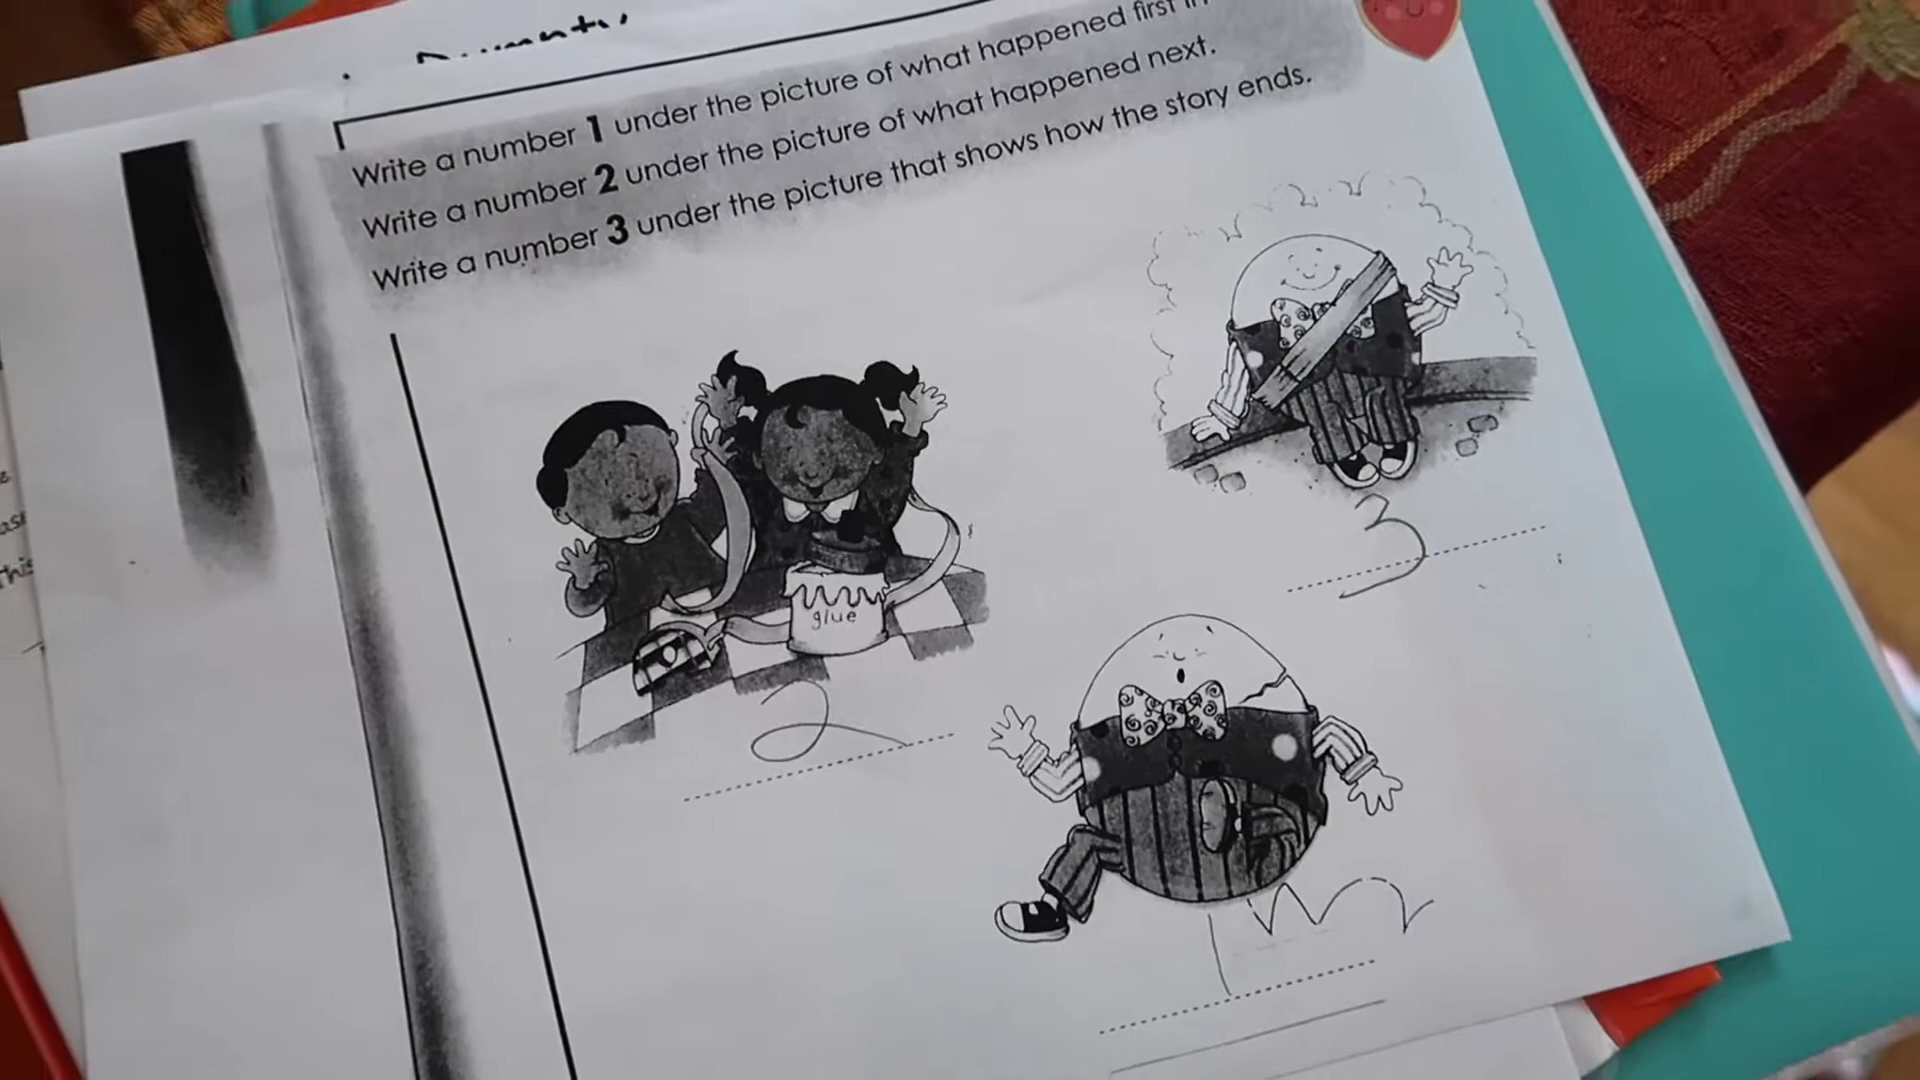 Write a number 1 under the picture of what happened first in
Write a number 2 under the picture of what happened next.
Write a number 3 under the picture that shows how the story ends.
3
glue
2
1